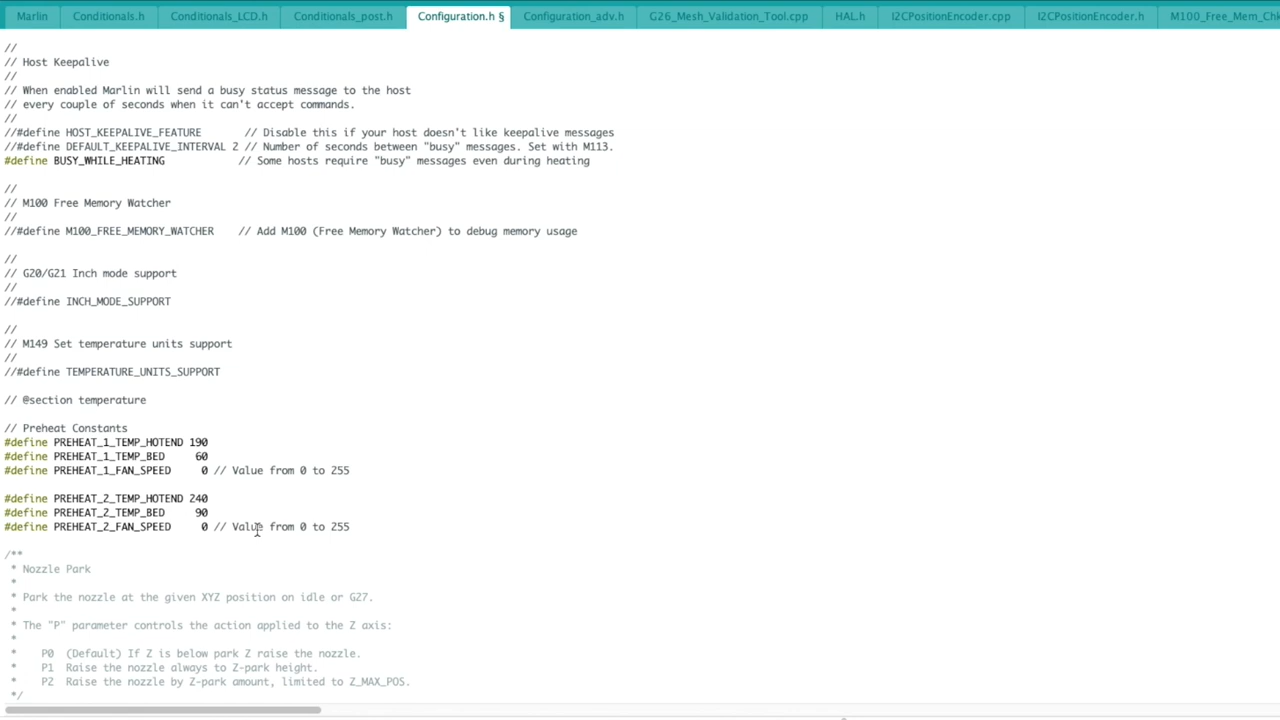 Marlin Conditionals.h Conditionals_LCD.h Conditionals_post.h Configuration.h § Configuration_adv.h G26_Mesh_Validation_Tool.cpp HAL.h I2CPositionEncoder.cpp I2CPositionEncoder.h M100_Free_Mem_Chk
//
// Host Keepalive
//
// When enabled Marlin will send a busy status message to the host
// every couple of seconds when it can't accept commands.
//
//#define HOST_KEEPALIVE_FEATURE // Disable this if your host doesn't like keepalive messages
//#define DEFAULT_KEEPALIVE_INTERVAL 2 // Number of seconds between "busy" messages. Set with M113.
#define BUSY_WHILE_HEATING // Some hosts require "busy" messages even during heating
//
// M100 Free Memory Watcher
//
//#define M100_FREE_MEMORY_WATCHER // Add M100 (Free Memory Watcher) to debug memory usage
//
// G20/G21 Inch mode support
//
//#define INCH_MODE_SUPPORT
//
// M149 Set temperature units support
//
//#define TEMPERATURE_UNITS_SUPPORT
// @section temperature
// Preheat Constants
#define PREHEAT_1_TEMP_HOTEND 190
#define PREHEAT_1_TEMP_BED 60
#define PREHEAT_1_FAN_SPEED 0 // Value from 0 to 255
#define PREHEAT_2_TEMP_HOTEND 240
#define PREHEAT_2_TEMP_BED 90
#define PREHEAT_2_FAN_SPEED 0 // Value from 0 to 255
/**
* Nozzle Park
*
* Park the nozzle at the given XYZ position on idle or G27.
*
* The "P" parameter controls the action applied to the Z axis:
*
* P0 (Default) If Z is below park Z raise the nozzle.
* P1 Raise the nozzle always to Z-park height.
* P2 Raise the nozzle by Z-park amount, limited to Z_MAX_POS.
*/